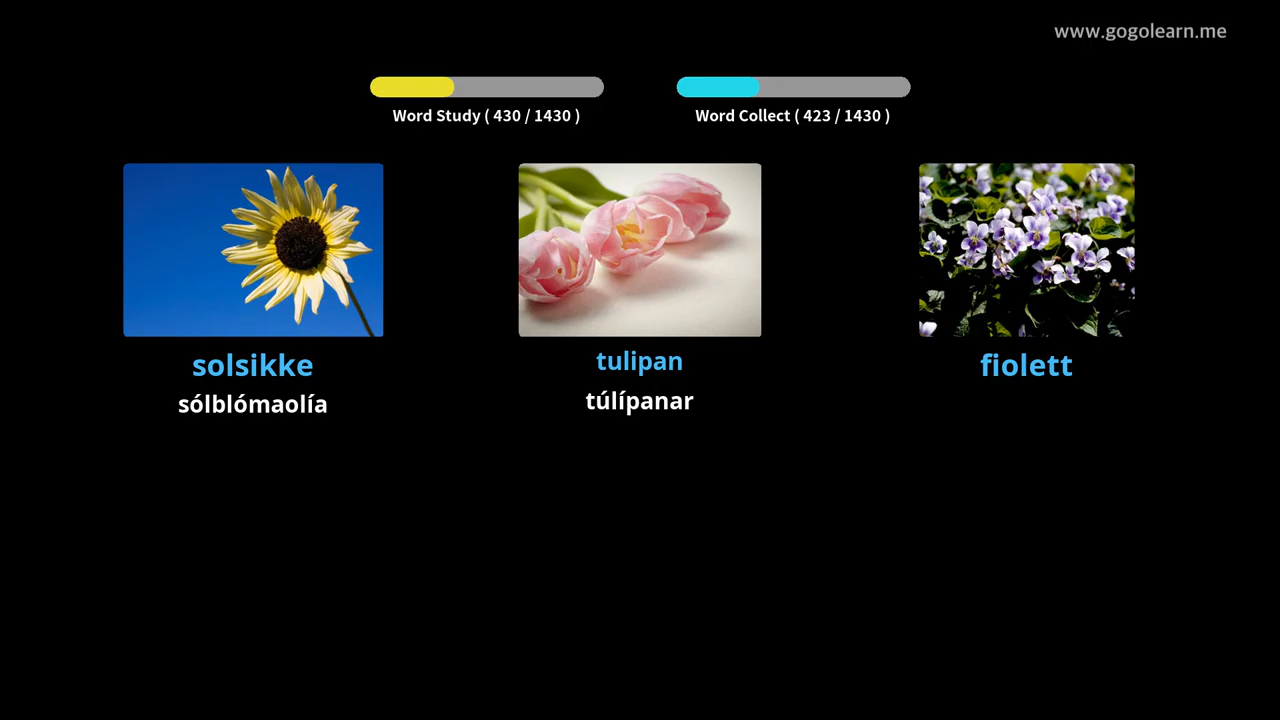 www.gogolearn.me
Word Study ( 430 / 1430 )
Word Collect ( 423 / 1430 )
solsikke
sólblómaolía
tulipan
túlípanar
fiolett